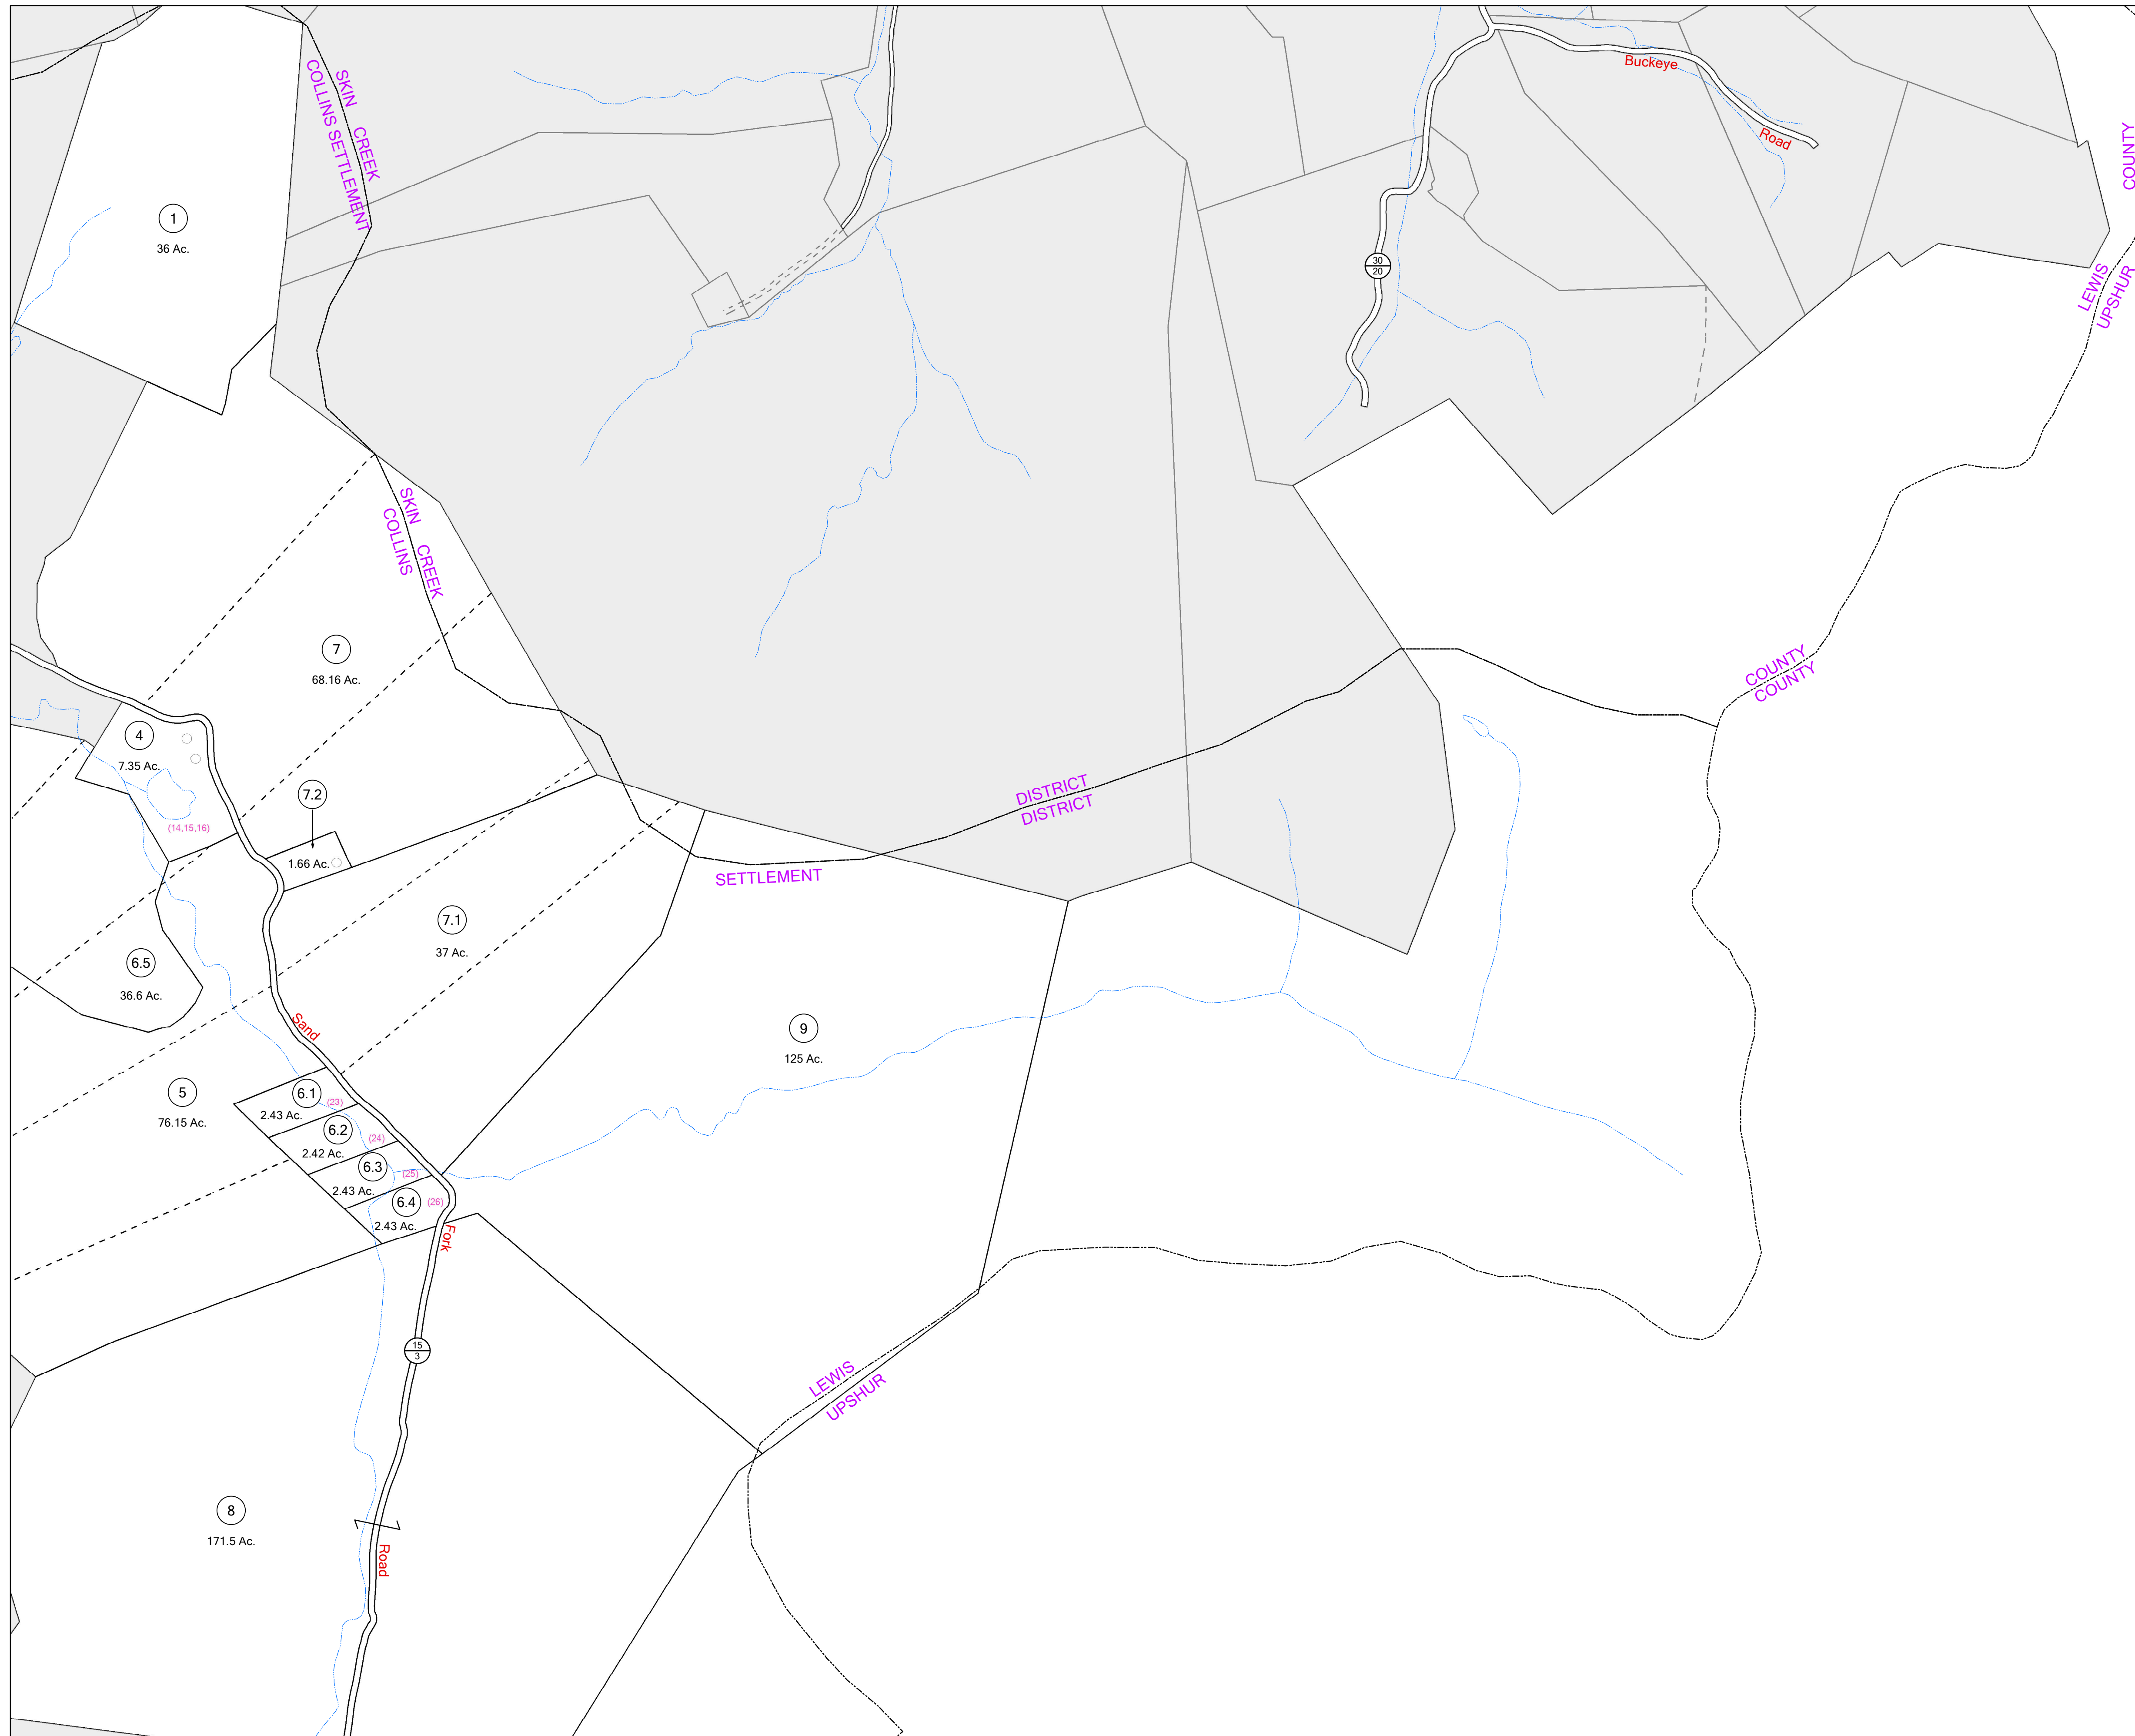 Buckeye
Road
COUNTY
SKIN CREEK
COLLINS SETTLEMENT
1
36 Ac.
30
20
LEWIS
UPSHUR
SKIN CREEK
COLLINS
7
68.16 Ac.
COUNTY
COUNTY
4
7.35 Ac.
(14,15,16)
7.2
1.66 Ac.
DISTRICT
DISTRICT
SETTLEMENT
7.1
37 Ac.
6.5
36.6 Ac.
Sand
9
125 Ac.
5
76.15 Ac.
6.1
(23)
2.43 Ac.
6.2
(24)
2.42 Ac.
6.3
(25)
2.43 Ac.
6.4
(26)
2.43 Ac.
Fork
15
3
LEWIS
UPSHUR
8
171.5 Ac.
Road